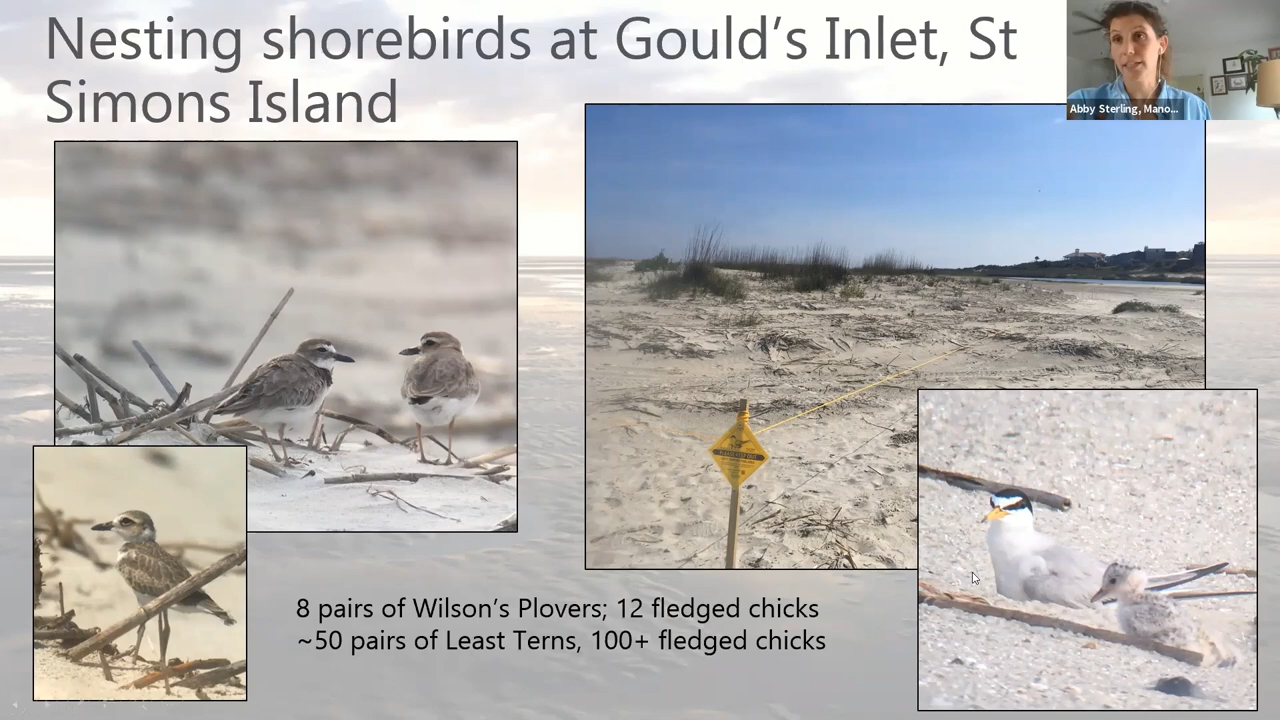 Nesting shorebirds at Gould’s Inlet, St
Simons Island
Abby Sterling, Mano...
8 pairs of Wilson’s Plovers; 12 fledged chicks
~50 pairs of Least Terns, 100+ fledged chicks